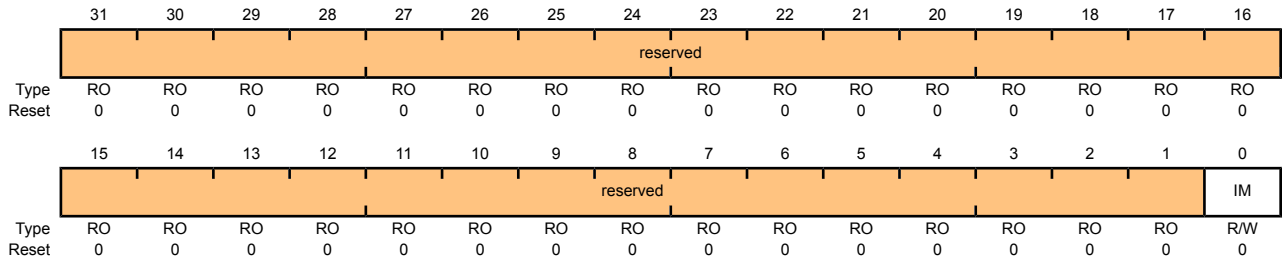 31 30 29 28 27 26 25 24 23 22 21 20 19 18 17 16
reserved
Type RO RO RO RO RO RO RO RO RO RO RO RO RO RO RO RO
Reset 0 0 0 0 0 0 0 0 0 0 0 0 0 0 0 0
15 14 13 12 11 10 9 8 7 6 5 4 3 2 1 0
reserved IM
Type RO RO RO RO RO RO RO RO RO RO RO RO RO RO RO R/W
Reset 0 0 0 0 0 0 0 0 0 0 0 0 0 0 0 0